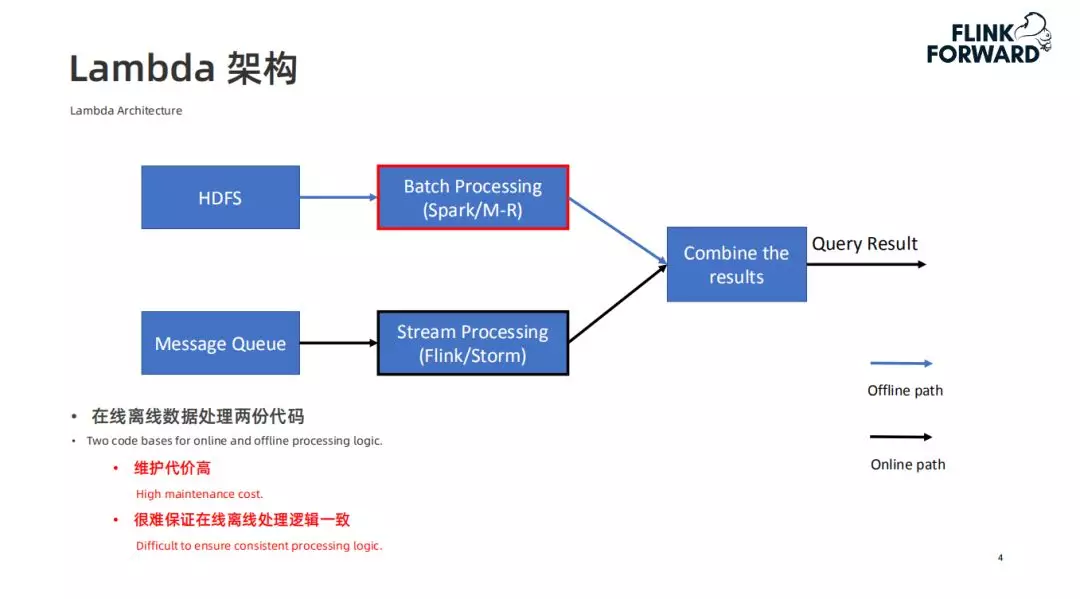 FLINK
FORWARD
Lambda 架构
Lambda Architecture
HDFS
Batch Processing
(Spark/M-R)
Combine the
results
Query Result
Message Queue
Stream Processing
(Flink/Storm)
Offline path
Online path
• 在线离线数据处理两份代码
• Two code bases for online and offline processing logic.
• 维护代价高
High maintenance cost.
• 很难保证在线离线处理逻辑一致
Difficult to ensure consistent processing logic.
4